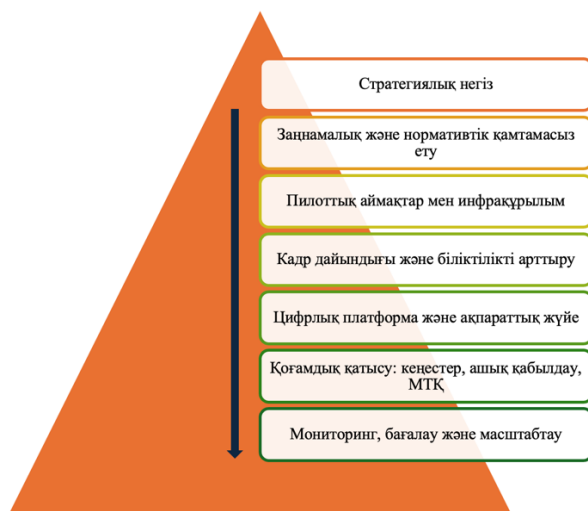 Стратегиялық негіз
Заңнамалық және нормативтік қамтамасыз
ету
Пилоттық аймақтар мен инфрақұрылым
Кадр дайындығы және біліктілікті арттыру
Цифрлық платформа және ақпараттық жүйе
Қоғамдық қатысу: кеңестер, ашық қабылдау,
МТҚ
Мониторинг, бағалау және масштабтау